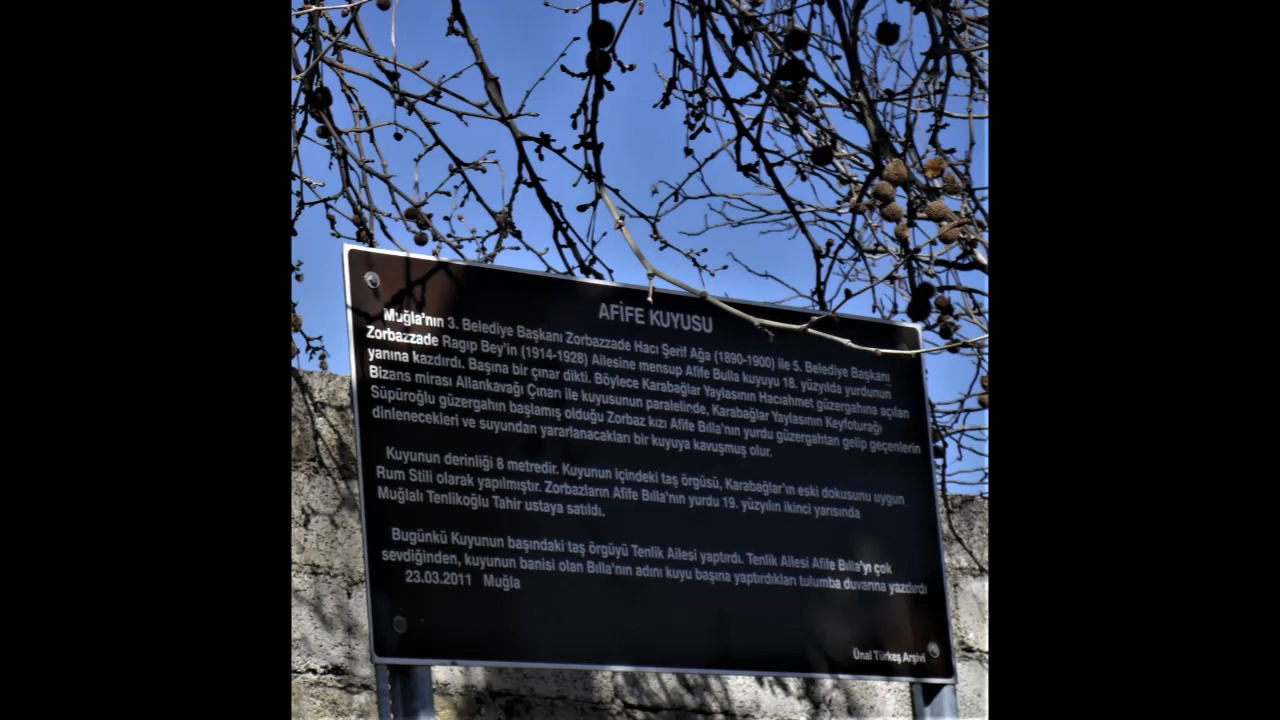 AFİFE KUYUSU
Muğla'nın 3. Belediye Başkanı Zorbazzade Hacı Şerif Ağa (1890-1900) ile 5. Belediye Başkanı
Zorbazzade Ragıp Bey'in (1914-1928) Ailesine mensup Afife Bulla kuyuyu 18. yüzyılda yurdunun
yanına kazdırdı. Başına bir çınar dikti. Böylece Karabağlar Yaylasının Hacıahmet güzergahına açılan
Bizans mirası Allankavağı Çınarı ile kuyusunun paralelinde, Karabağlar Yaylasının Keyfoturağı
Süpüroğlu güzergahın başlamış olduğu Zorbaz kızı Afife Bılla'nın yurdu güzergahtan gelip geçenlerin
dinlenecekleri ve suyundan yararlanacakları bir kuyuya kavuşmuş olur.
Kuyunun derinliği 8 metredir. Kuyunun içindeki taş örgüsü, Karabağlar'ın eski dokusunu uygun
Rum Stili olarak yapılmıştır. Zorbazların Afife Bılla'nın yurdu 19. yüzyılın ikinci yarısında
Muğlalı Tenlikoğlu Tahir ustaya satıldı.
Bugünkü Kuyunun başındaki taş örgüyü Tenlik Ailesi yaptırdı. Tenlik Ailesi Afife Bılla'yı çok
sevdiğinden, kuyunun banisi olan Bılla'nın adını kuyu başına yaptırdıkları tulumba duvarına yazdırdı
23.03.2011 Muğla
Ünal Türkeş Arşivi